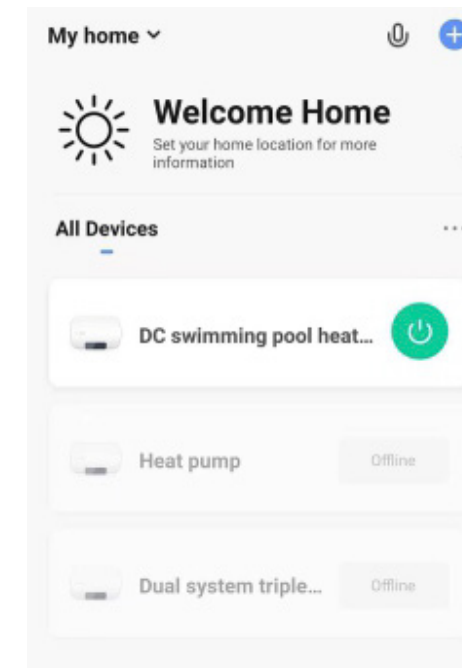 My home
Welcome Home
Set your home location for more
information
All Devices
DC swimming pool heat...
Heat pump
Offline
Dual system triple...
Offline